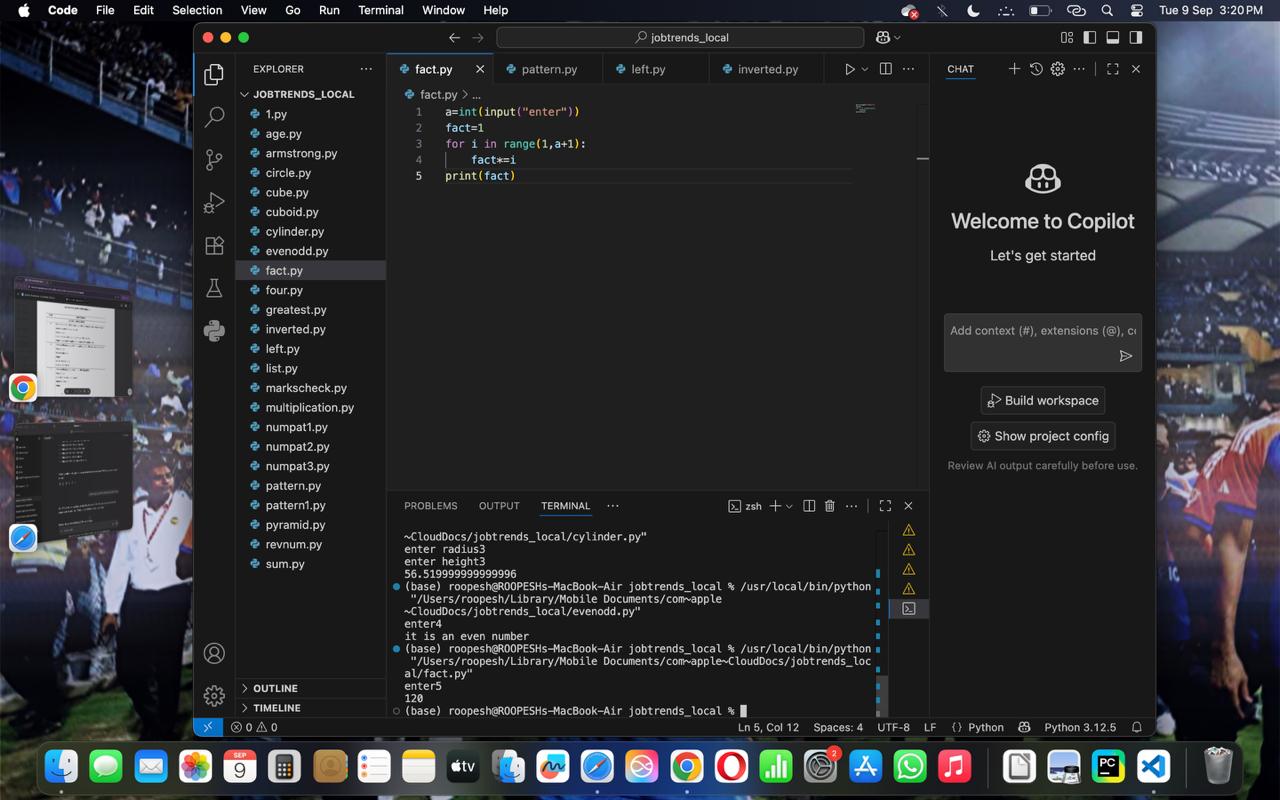 Code File Edit Selection View Go Run Terminal Window Help
Tue 9 Sep 3:20 PM
jobtrends_local
EXPLORER
JOBTRENDS_LOCAL
1.py
age.py
armstrong.py
circle.py
cube.py
cuboid.py
cylinder.py
evenodd.py
fact.py
four.py
greatest.py
inverted.py
left.py
list.py
markscheck.py
multiplication.py
numpat1.py
numpat2.py
numpat3.py
pattern.py
pattern1.py
pyramid.py
revnum.py
sum.py
OUTLINE
TIMELINE
fact.py pattern.py left.py inverted.py
fact.py > ...
1 a=int(input("enter"))
2 fact=1
3 for i in range(1,a+1):
4 fact*=i
5 print(fact)
PROBLEMS OUTPUT TERMINAL
zsh
~CloudDocs/jobtrends_local/cylinder.py"
enter radius3
enter height3
56.519999999999996
(base) roopesh@ROOPESHs-MacBook-Air jobtrends_local % /usr/local/bin/python
"/Users/roopesh/Library/Mobile Documents/com~apple
~CloudDocs/jobtrends_local/evenodd.py"
enter4
it is an even number
(base) roopesh@ROOPESHs-MacBook-Air jobtrends_local % /usr/local/bin/python
"/Users/roopesh/Library/Mobile Documents/com~apple~CloudDocs/jobtrends_loc
al/fact.py"
enter5
120
(base) roopesh@ROOPESHs-MacBook-Air jobtrends_local %
CHAT
Welcome to Copilot
Let's get started
Add context (#), extensions (@), co
Build workspace
Show project config
Review AI output carefully before use.
0 0
Ln 5, Col 12 Spaces: 4 UTF-8 LF {} Python Python 3.12.5
SEP
9
tv
2
PC